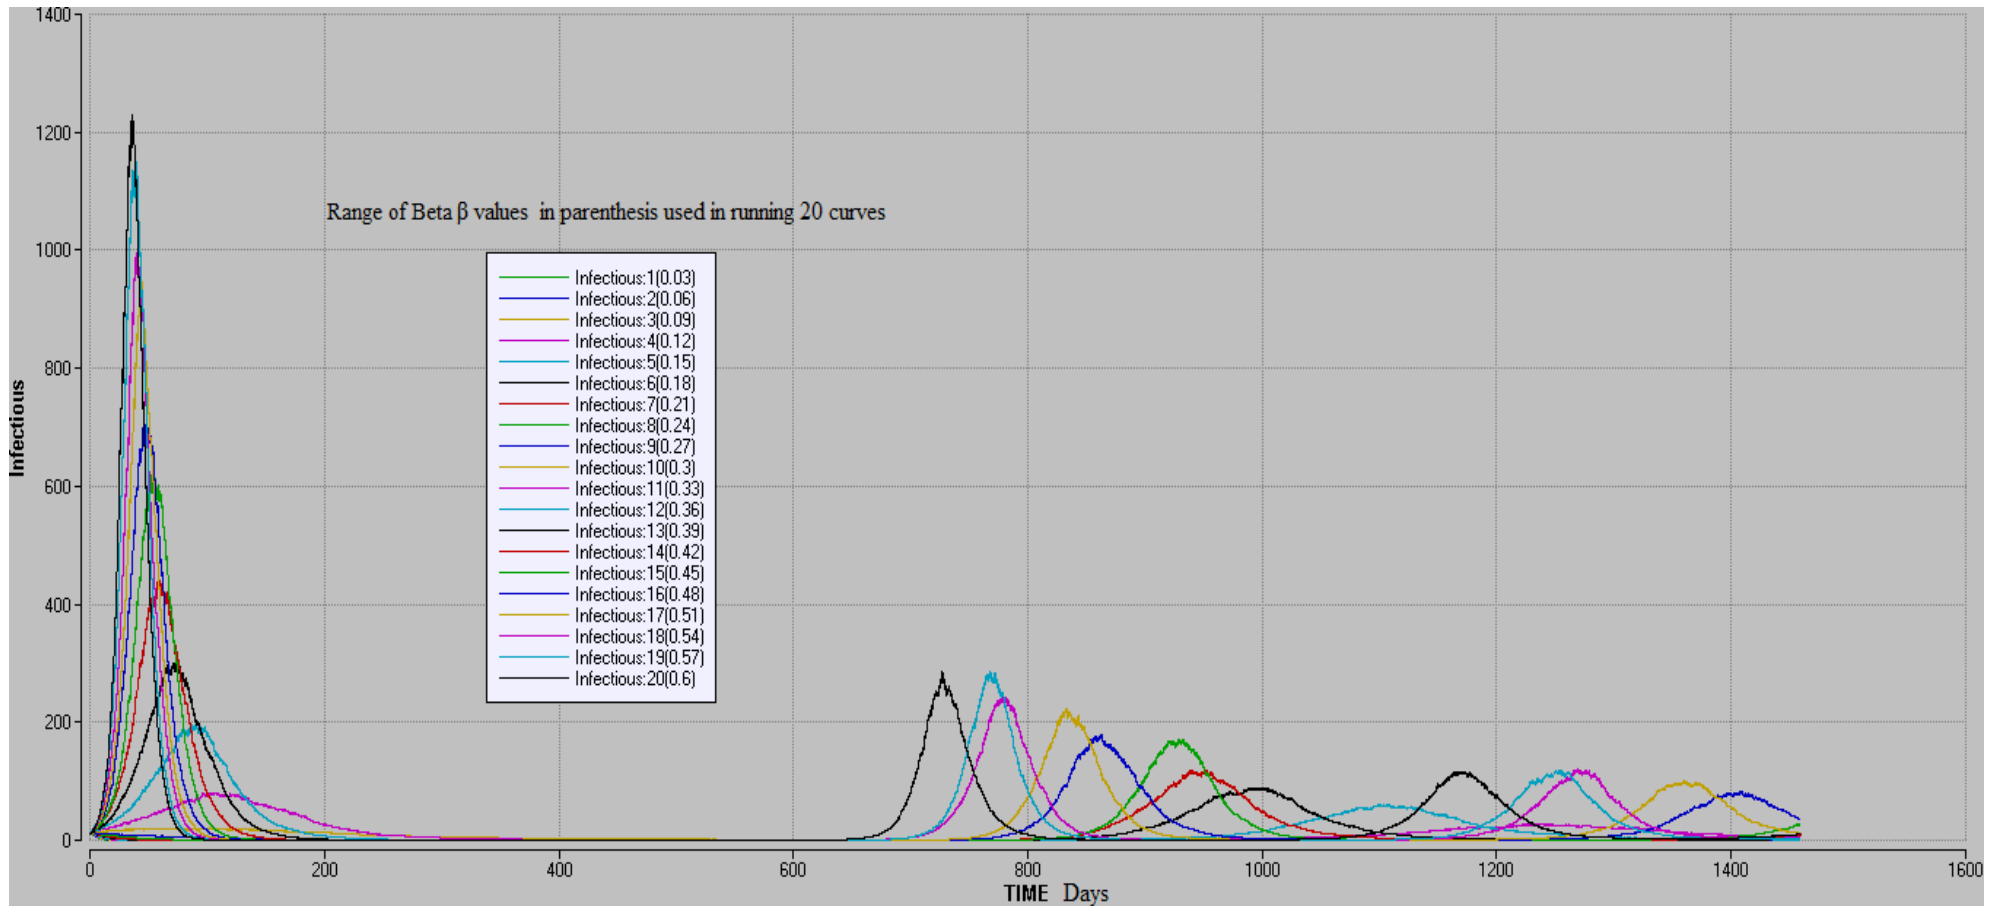 1400
1200
1000
800
600
400
200
0
Infectious
Range of Beta β values in parenthesis used in running 20 curves
Infectious:1(0.03)
Infectious:2(0.06)
Infectious:3(0.09)
Infectious:4(0.12)
Infectious:5(0.15)
Infectious:6(0.18)
Infectious:7(0.21)
Infectious:8(0.24)
Infectious:9(0.27)
Infectious:10(0.3)
Infectious:11(0.33)
Infectious:12(0.36)
Infectious:13(0.39)
Infectious:14(0.42)
Infectious:15(0.45)
Infectious:16(0.48)
Infectious:17(0.51)
Infectious:18(0.54)
Infectious:19(0.57)
Infectious:20(0.6)
0 200 400 600 800 1000 1200 1400 1600
TIME Days